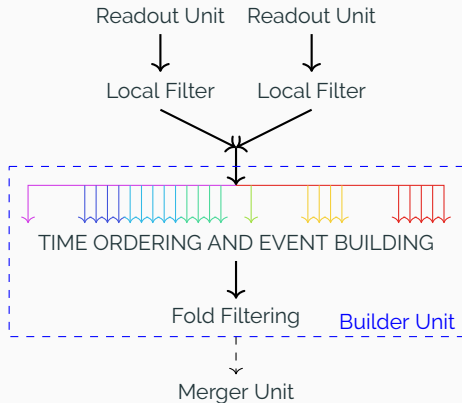 Readout Unit Readout Unit
Local Filter Local Filter
TIME ORDERING AND EVENT BUILDING
Fold Filtering
Builder Unit
Merger Unit